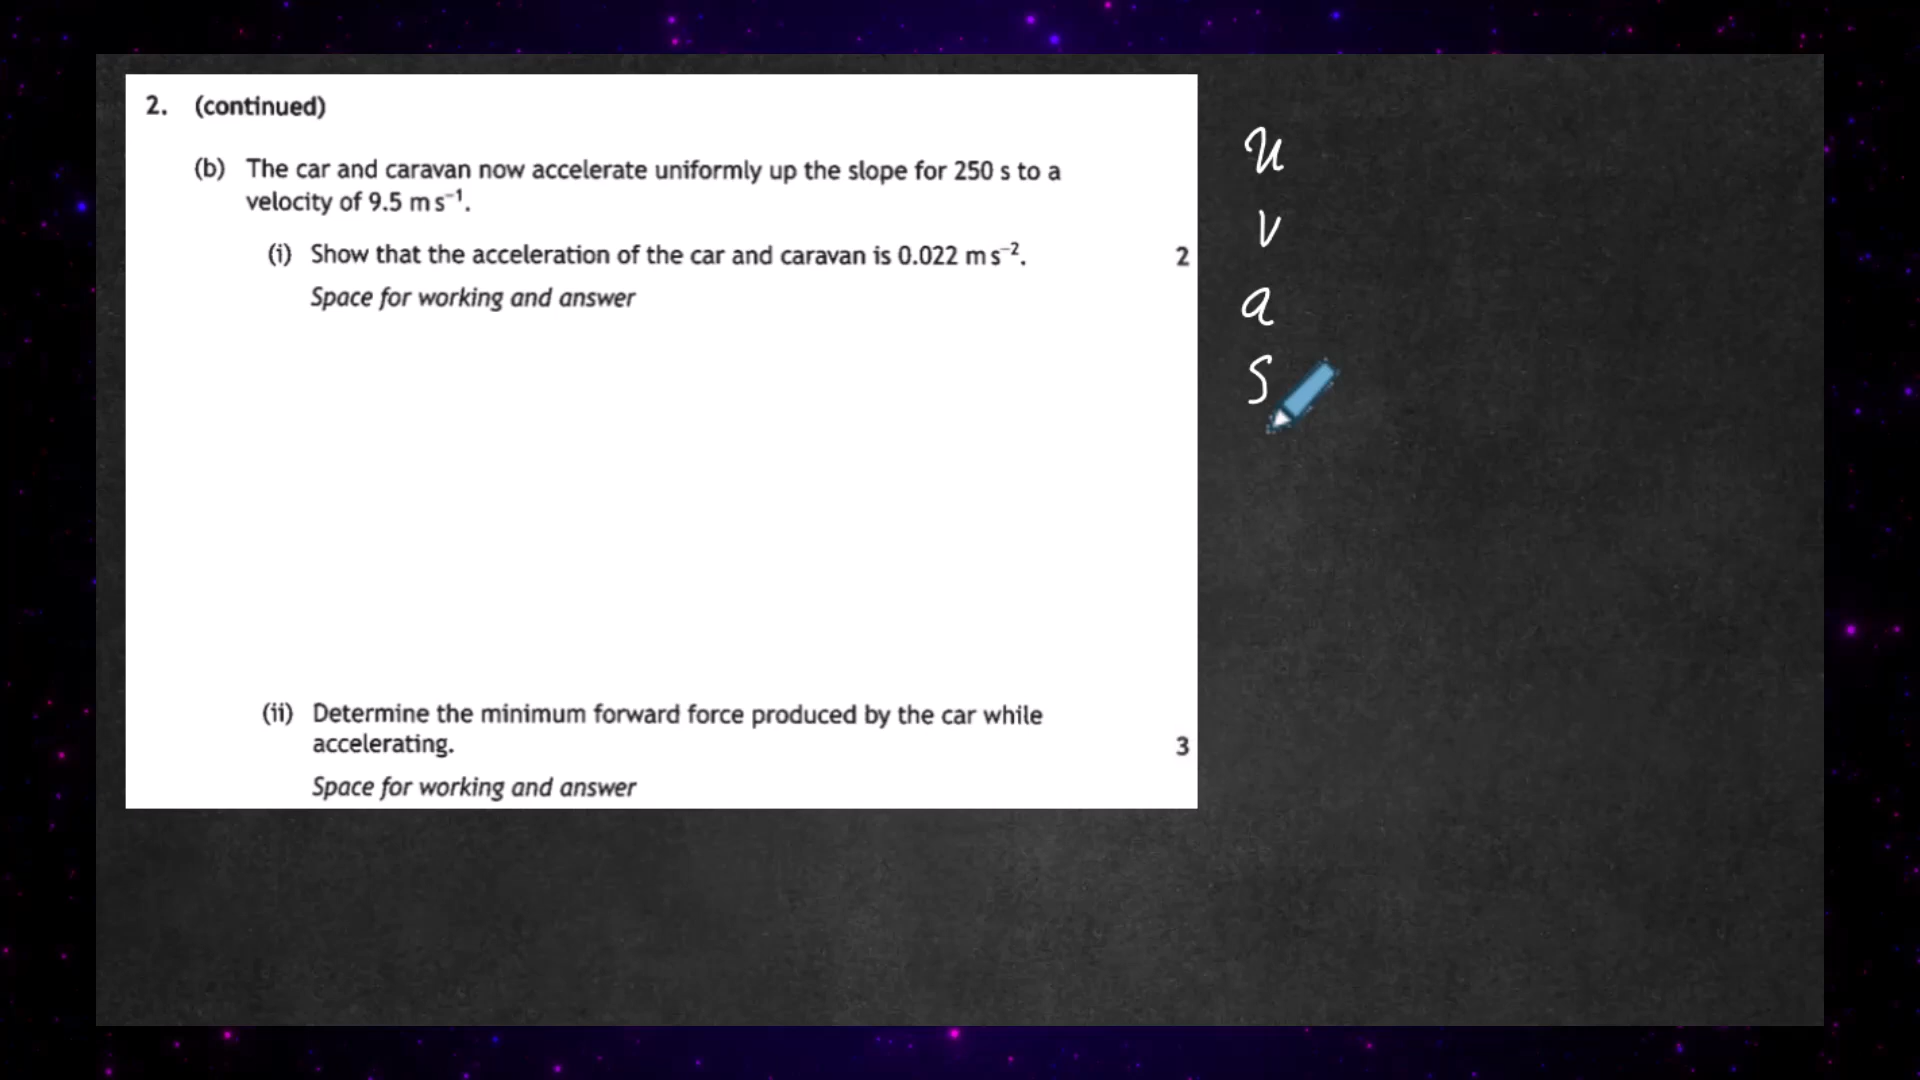 2. (continued)
(b) The car and caravan now accelerate uniformly up the slope for 250 s to a
velocity of 9.5 m s⁻¹.
(i) Show that the acceleration of the car and caravan is 0.022 m s⁻². 2
Space for working and answer
(ii) Determine the minimum forward force produced by the car while
accelerating. 3
Space for working and answer
u
v
a
s